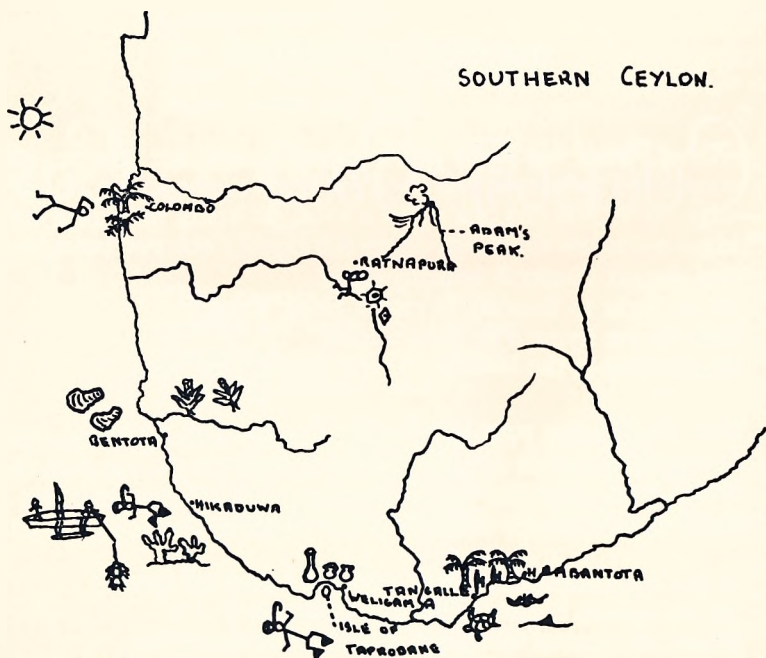 SOUTHERN CEYLON.
COLOMBO
ADAM'S
PEAK.
RATNAPURA
BENTOTA
HIKADUWA
HAMBANTOTA
TANGALLE
WELIGAMA
ISLE OF
TAPROBANE